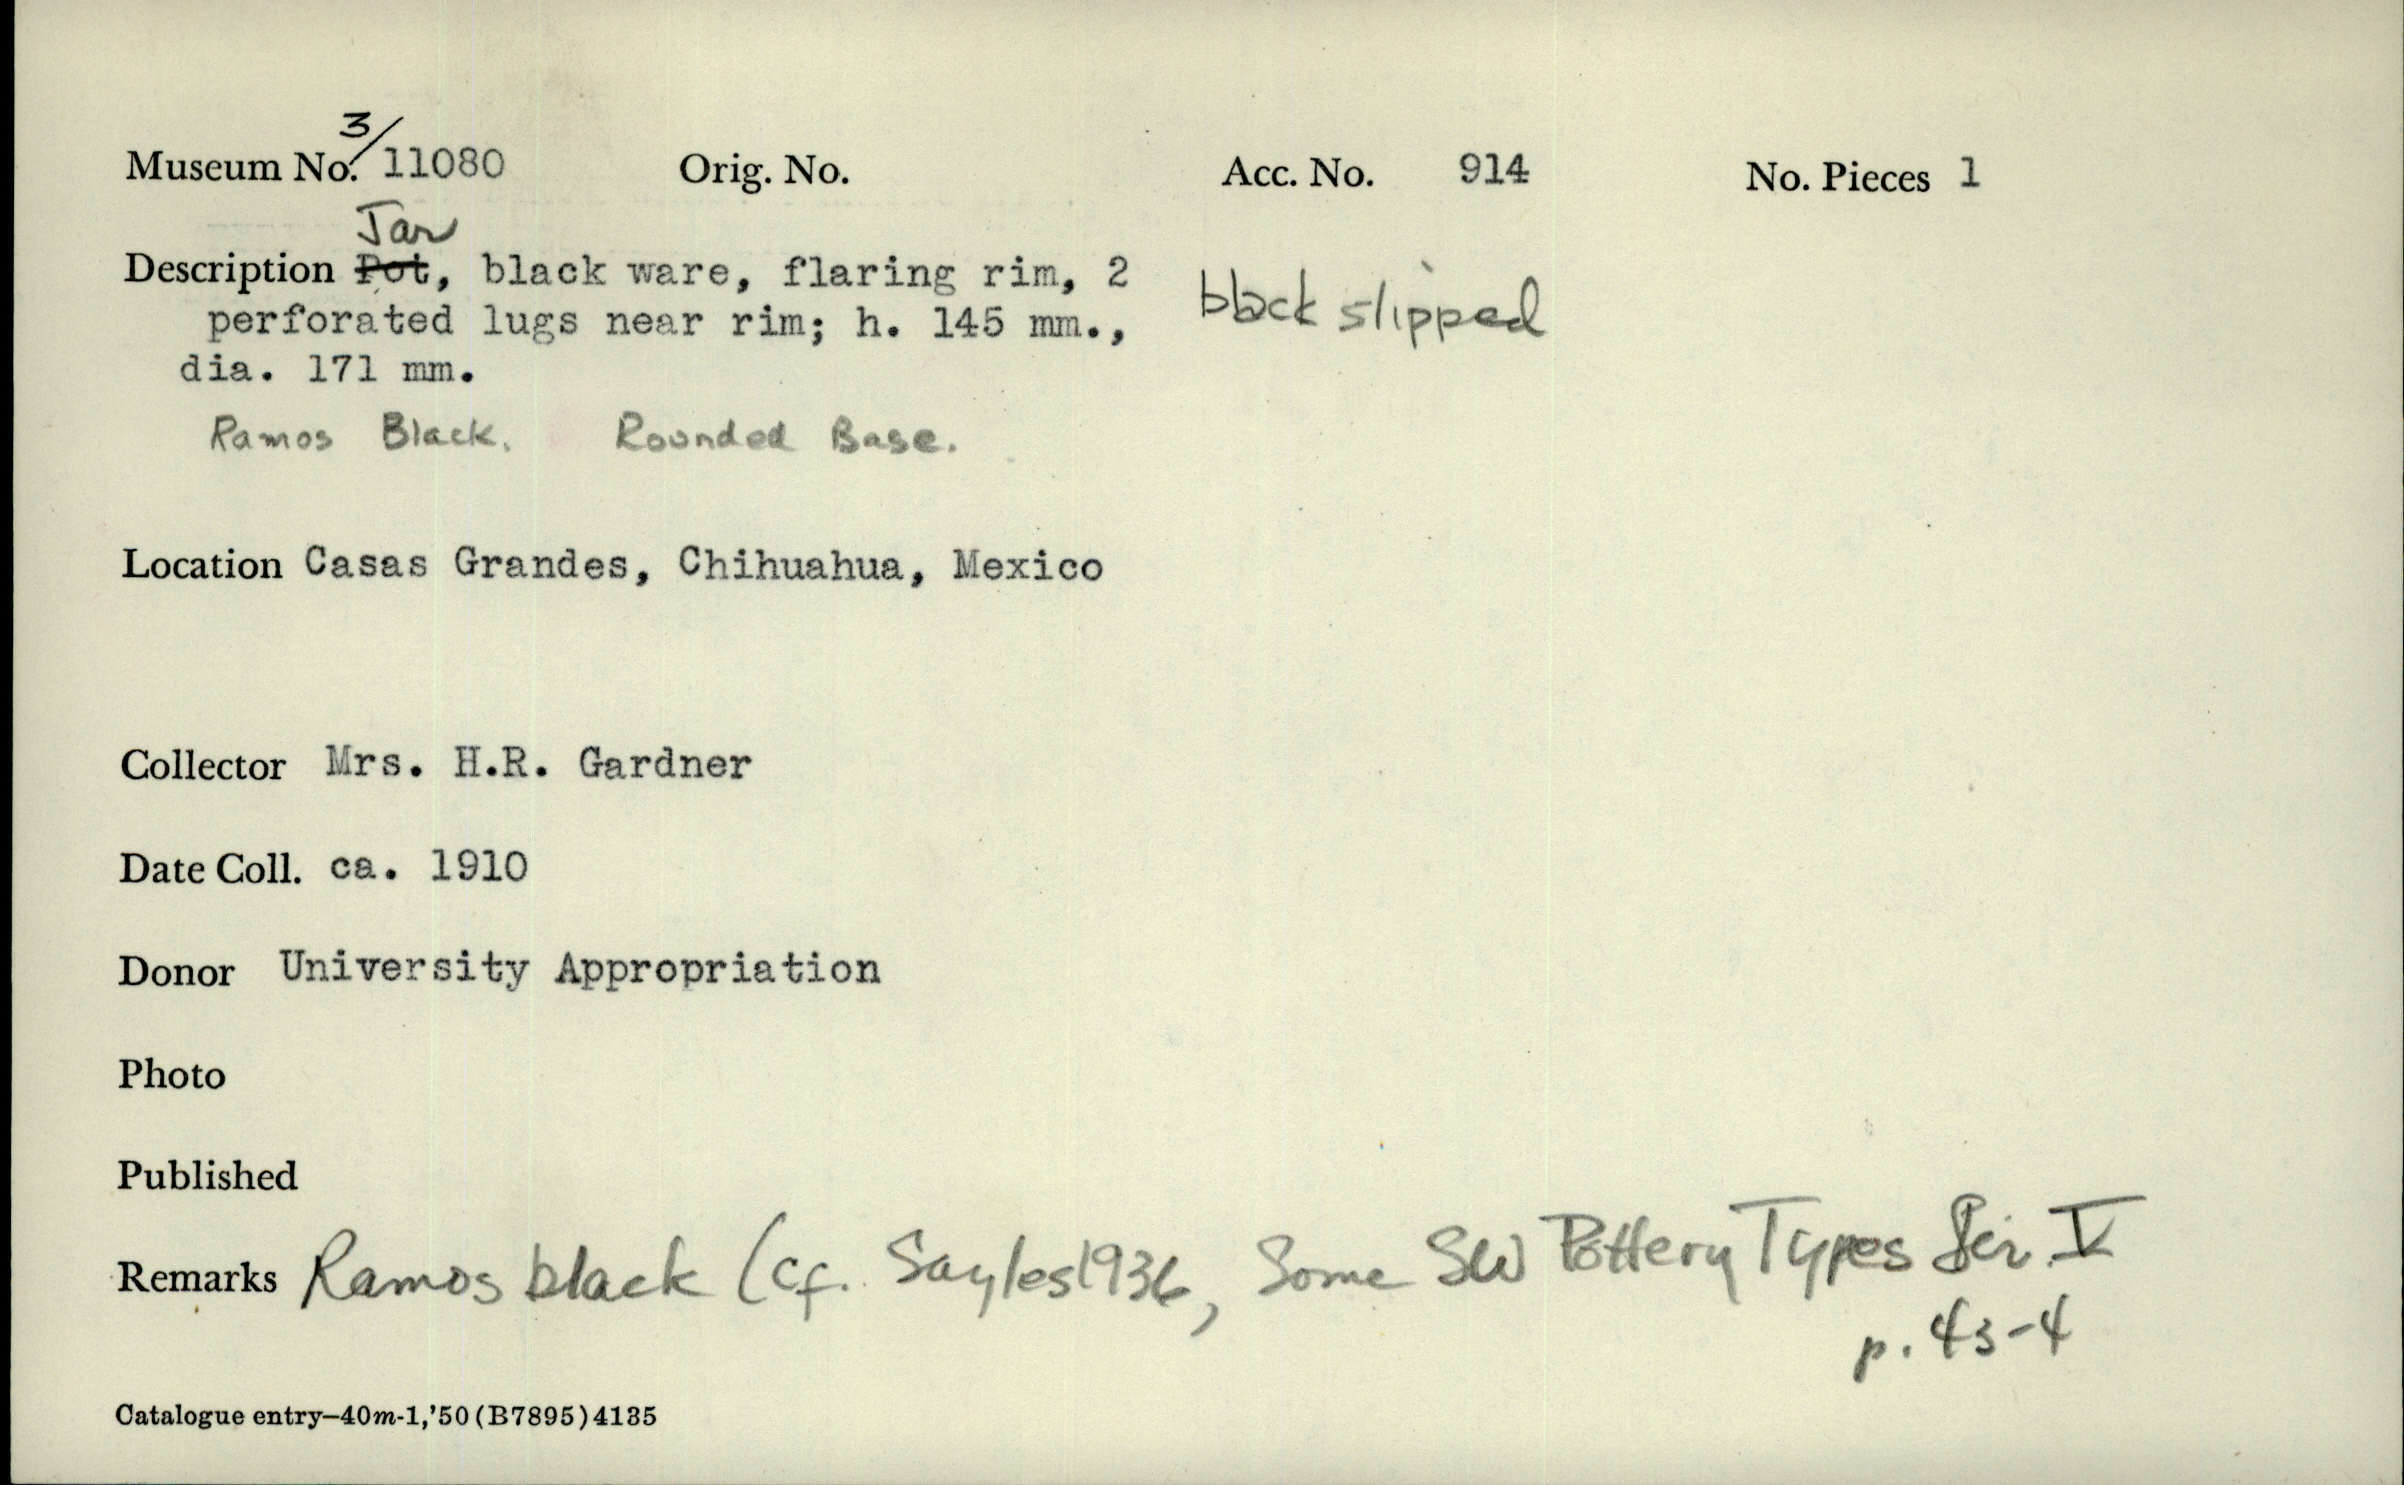 Museum No. 3/11080 Orig. No. Acc. No. 914 No. Pieces 1
Jar
Description Pot, black ware, flaring rim, 2
perforated lugs near rim; h. 145 mm., black slipped
dia. 171 mm.
Ramos Black. Rounded Base.
Location Casas Grandes, Chihuahua, Mexico
Collector Mrs. H.R. Gardner
Date Coll. ca. 1910
Donor University Appropriation
Photo
Published
Remarks Ramos black (cf. Sayles 1936, Some SW Pottery Types Ser. V
p. 43-4
Catalogue entry—40m-1,'50 (B7895) 4135